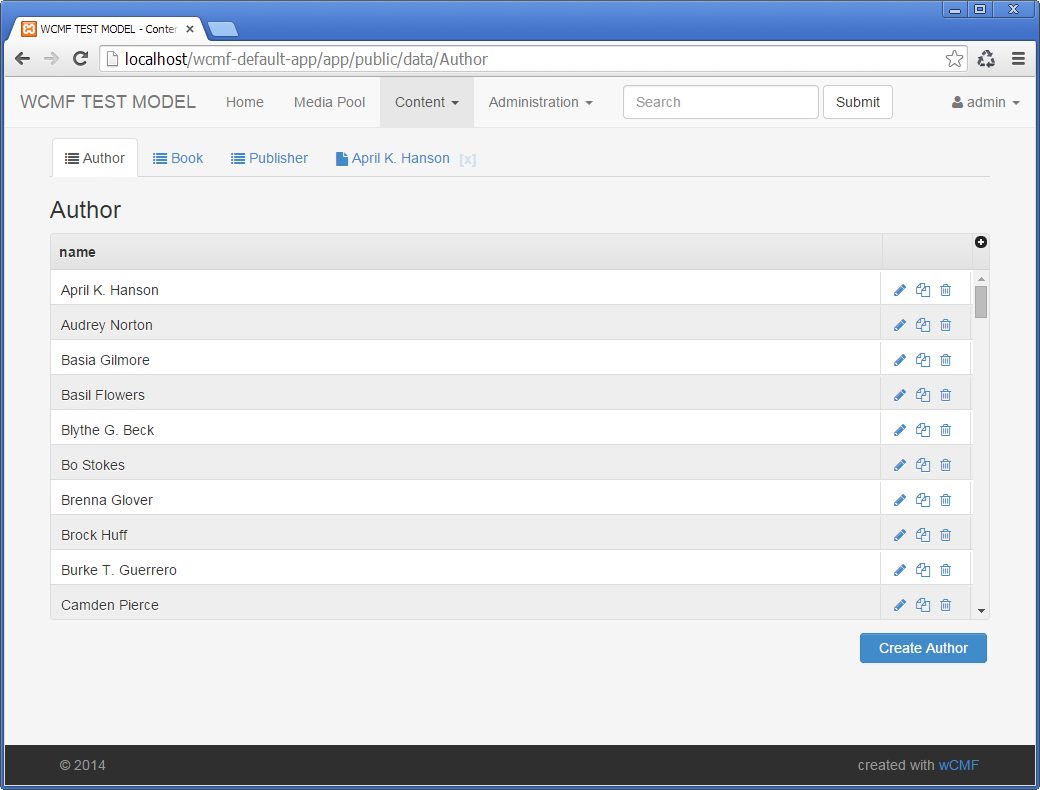 WCMF TEST MODEL - Conter
localhost/wcmf-default-app/app/public/data/Author
WCMF TEST MODEL Home Media Pool Content Administration Search Submit admin
Author Book Publisher April K. Hanson [x]
Author
name
April K. Hanson
Audrey Norton
Basia Gilmore
Basil Flowers
Blythe G. Beck
Bo Stokes
Brenna Glover
Brock Huff
Burke T. Guerrero
Camden Pierce
Create Author
© 2014 created with wCMF